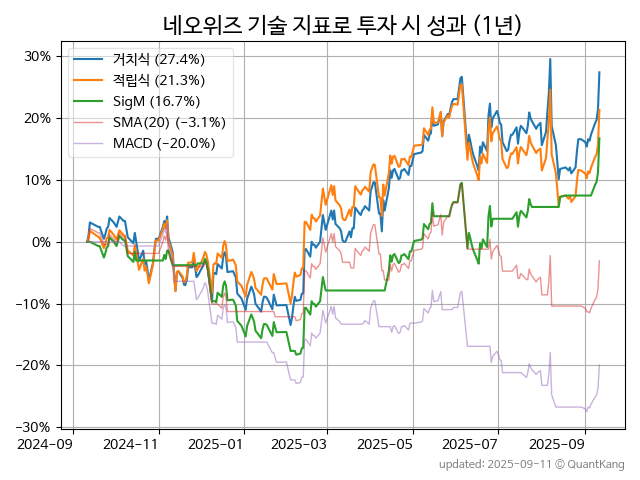 네오위즈 기술 지표로 투자 시 성과 (1년)
거치식 (27.4%)
적립식 (21.3%)
SigM (16.7%)
SMA(20) (−3.1%)
MACD (−20.0%)
30%
20%
10%
0%
−10%
−20%
−30%
2024-09 2024-11 2025-01 2025-03 2025-05 2025-07 2025-09
updated: 2025-09-11 © QuantKang